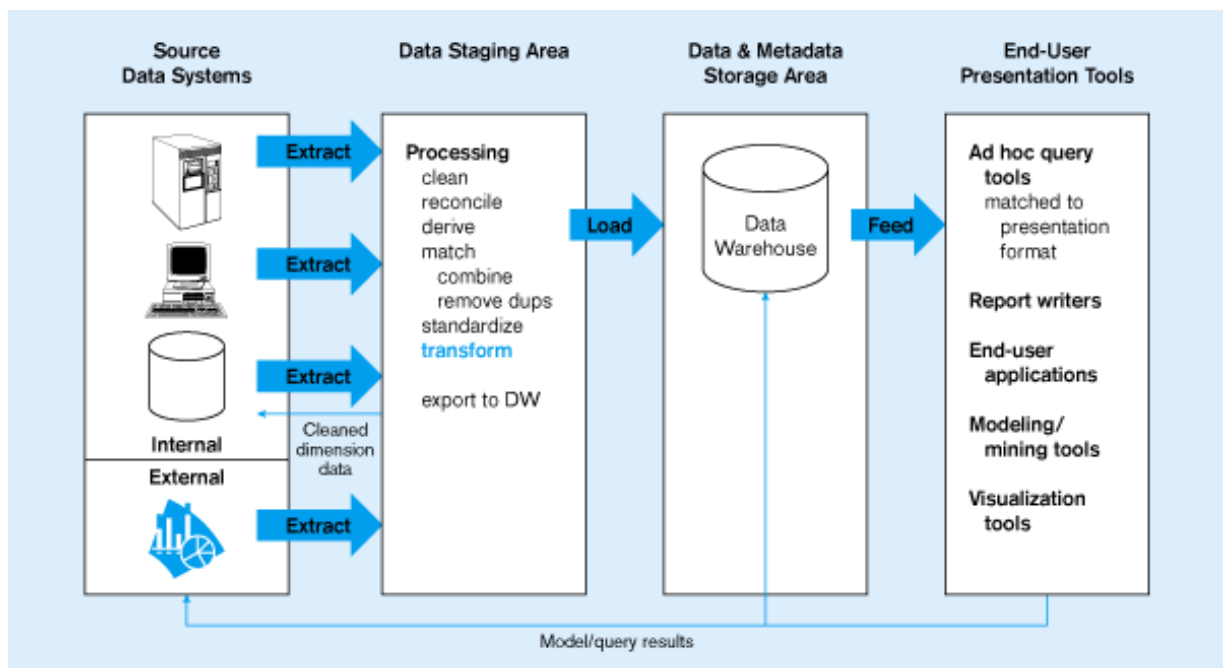 Source
Data Systems
Data Staging Area
Data & Metadata
Storage Area
End-User
Presentation Tools
Extract
Extract
Extract
Internal
Cleaned
dimension
data
External
Extract
Processing
clean
reconcile
derive
match
combine
remove dups
standardize
transform
export to DW
Load
Data
Warehouse
Feed
Ad hoc query
tools
matched to
presentation
format
Report writers
End-user
applications
Modeling/
mining tools
Visualization
tools
Model/query results